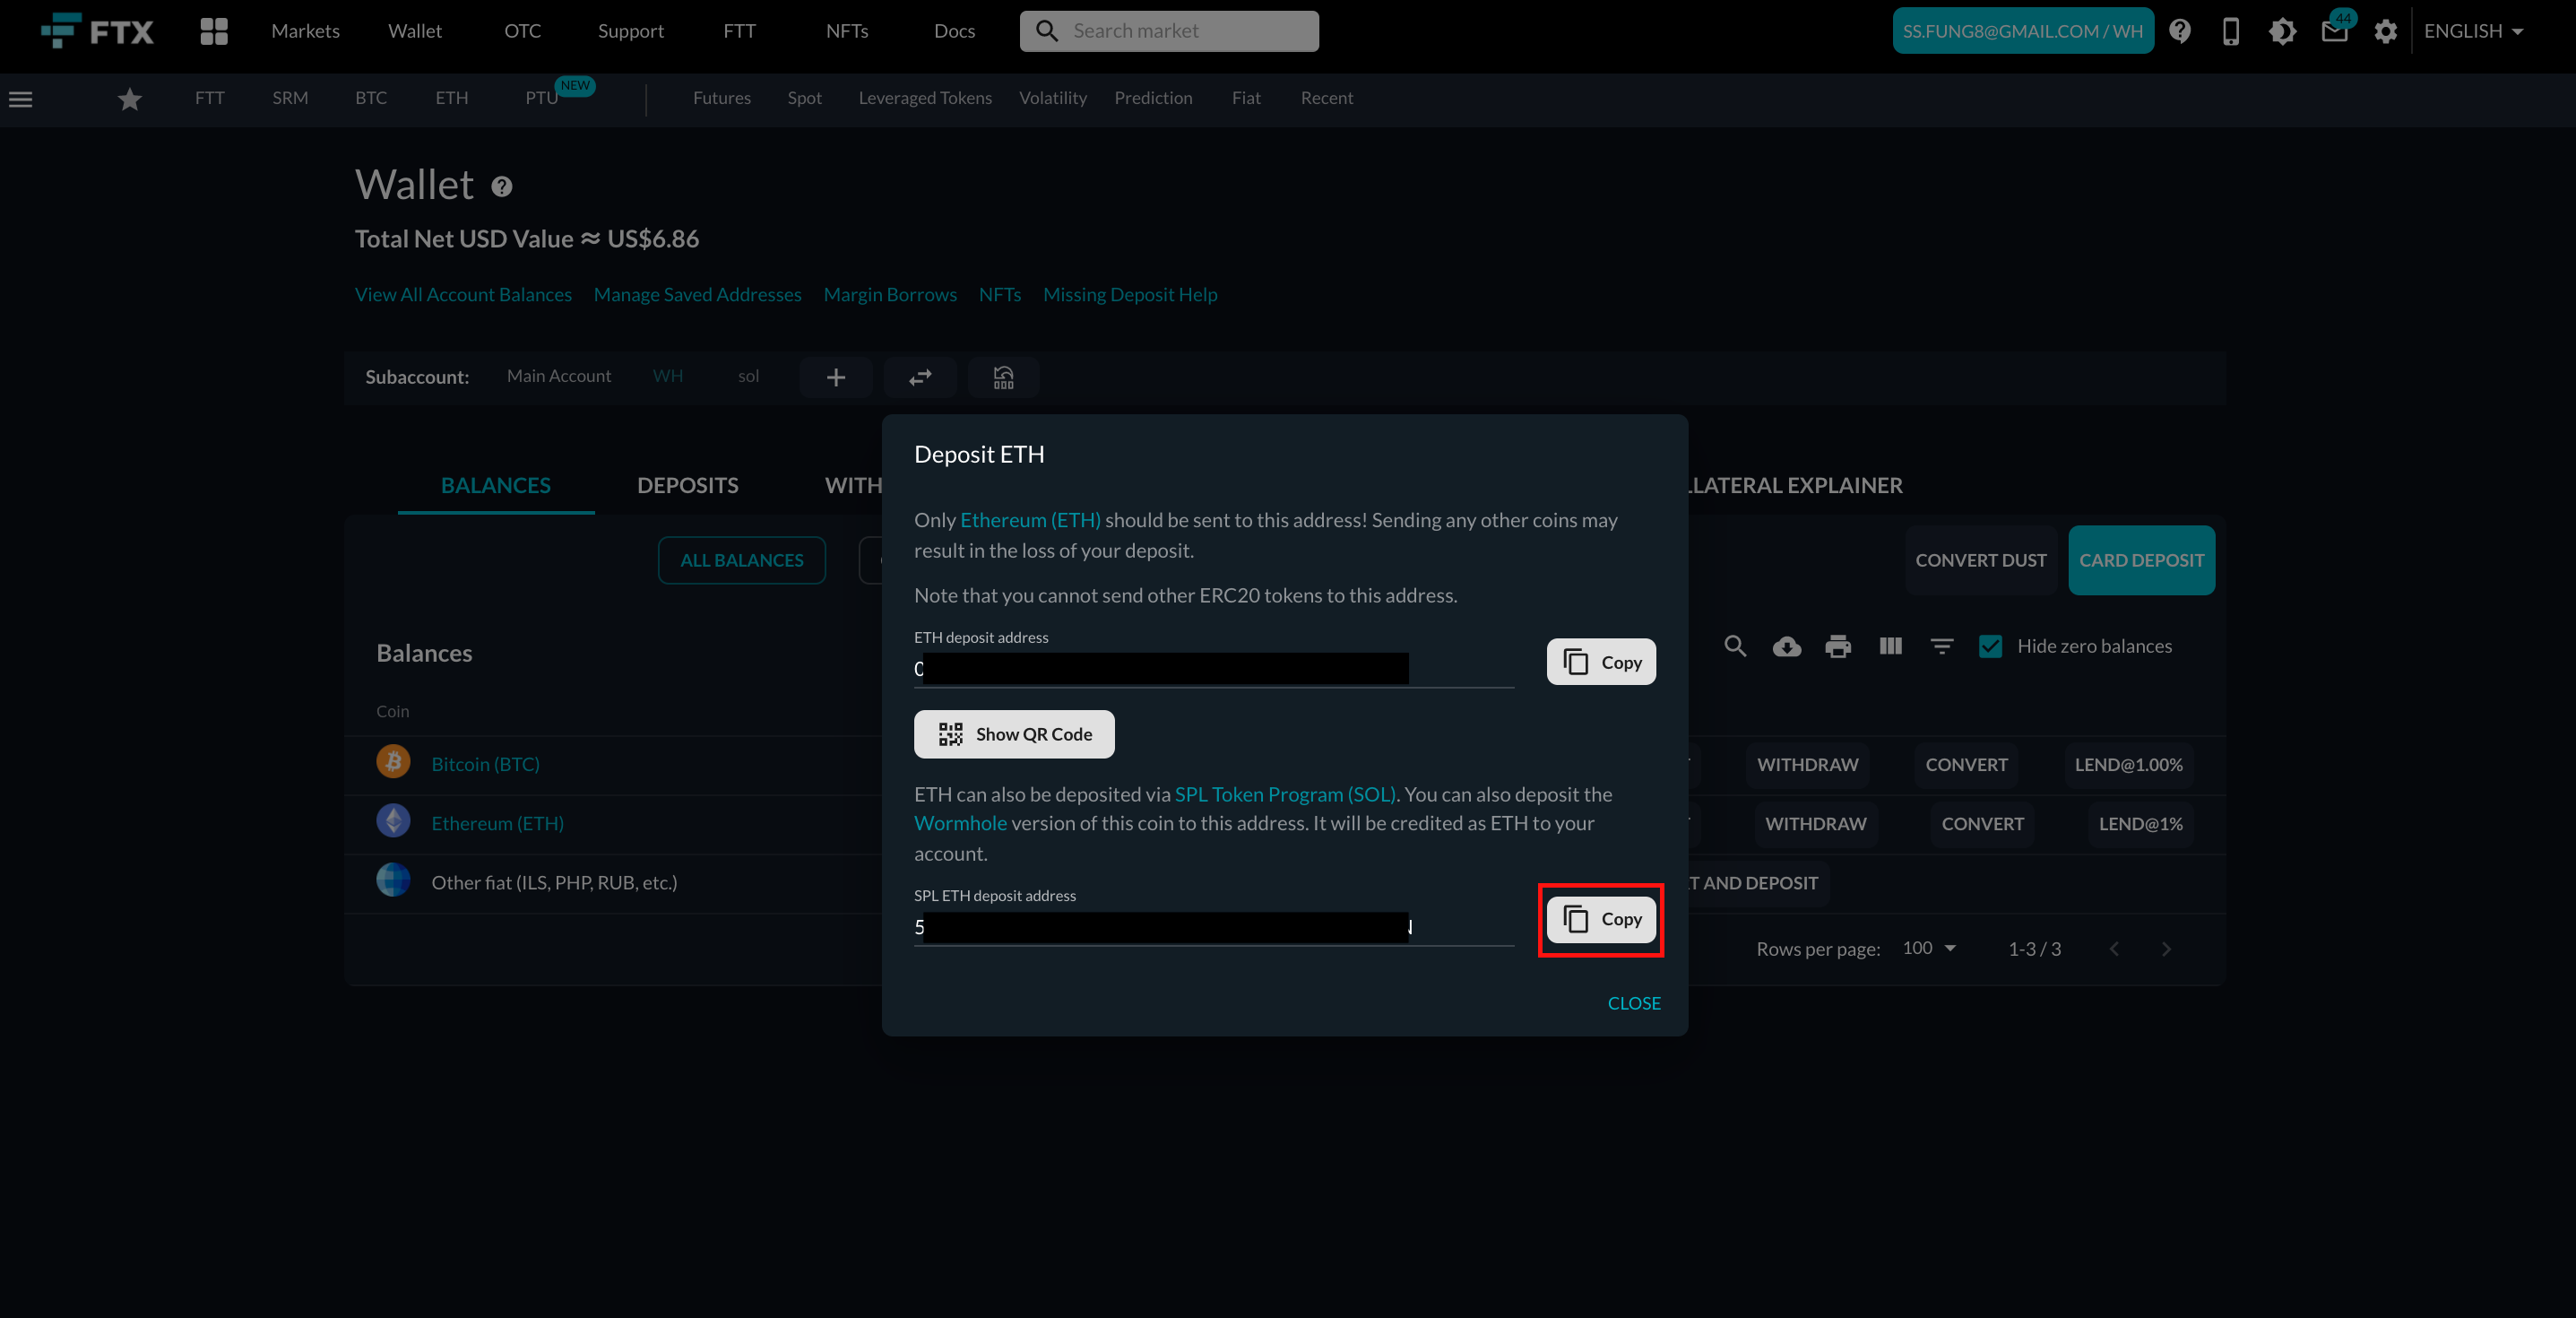 FTX Markets Wallet OTC Support FTT NFTs Docs Search market SS.FUNG8@GMAIL.COM / WH 44 ENGLISH
FTT SRM BTC ETH PTU NEW Futures Spot Leveraged Tokens Volatility Prediction Fiat Recent
Wallet
Total Net USD Value ≈ US$6.86
View All Account Balances Manage Saved Addresses Margin Borrows NFTs Missing Deposit Help
Subaccount: Main Account WH sol
BALANCES DEPOSITS WITH LLATERAL EXPLAINER
ALL BALANCES CONVERT DUST CARD DEPOSIT
Balances Hide zero balances
Coin
Bitcoin (BTC) WITHDRAW CONVERT LEND@1.00%
Ethereum (ETH) WITHDRAW CONVERT LEND@1%
Other fiat (ILS, PHP, RUB, etc.) T AND DEPOSIT
Rows per page: 100 1-3 / 3
Deposit ETH
Only Ethereum (ETH) should be sent to this address! Sending any other coins may
result in the loss of your deposit.
Note that you cannot send other ERC20 tokens to this address.
ETH deposit address
0 Copy
Show QR Code
ETH can also be deposited via SPL Token Program (SOL). You can also deposit the
Wormhole version of this coin to this address. It will be credited as ETH to your
account.
SPL ETH deposit address
5 Copy
CLOSE